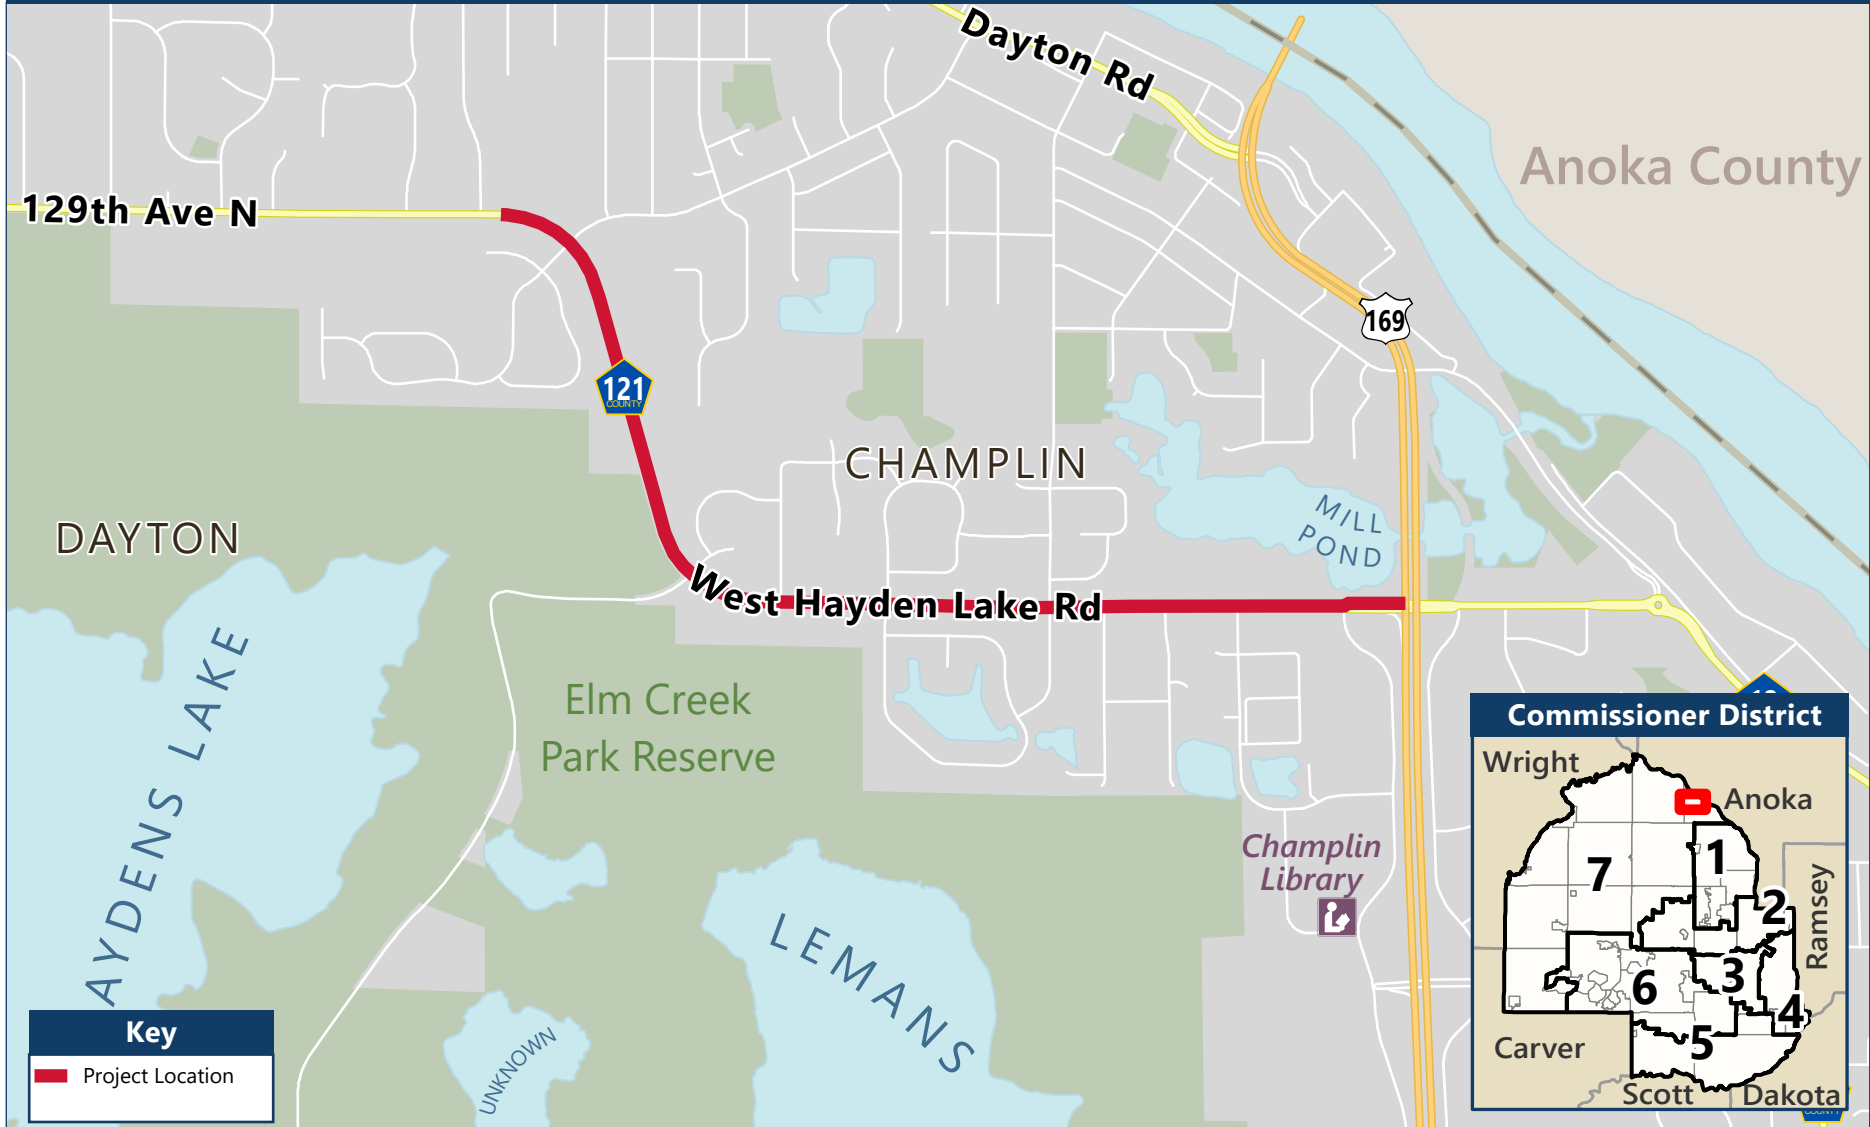 Dayton Rd
Anoka County
129th Ave N
169
121
COUNTY
CHAMPLIN
MILL
POND
DAYTON
West Hayden Lake Rd
AYDENS LAKE
Elm Creek
Park Reserve
Champlin
Library
LEMANS
UNKNOWN
Key
Project Location
Commissioner District
Wright
Anoka
1
7
2
Ramsey
3
6
4
5
Carver
Scott
Dakota
COUNTY